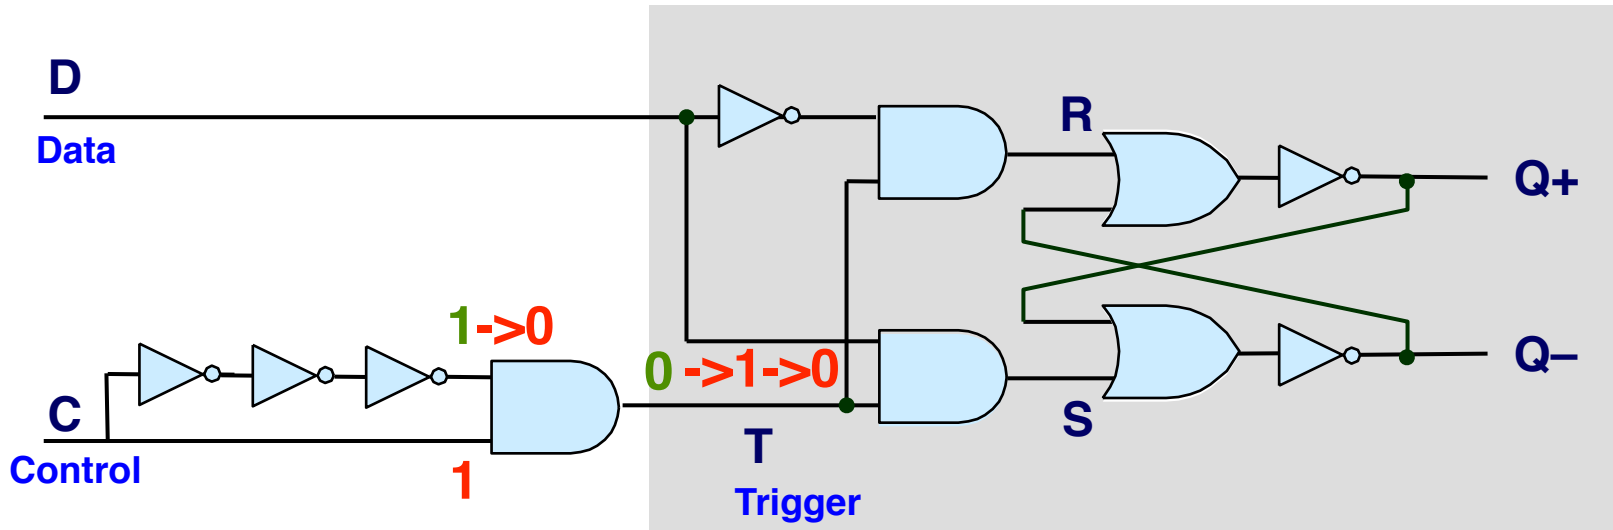 D
Data
R
Q+
1->0
0 ->1->0
C
Control
1
T
Trigger
S
Q–